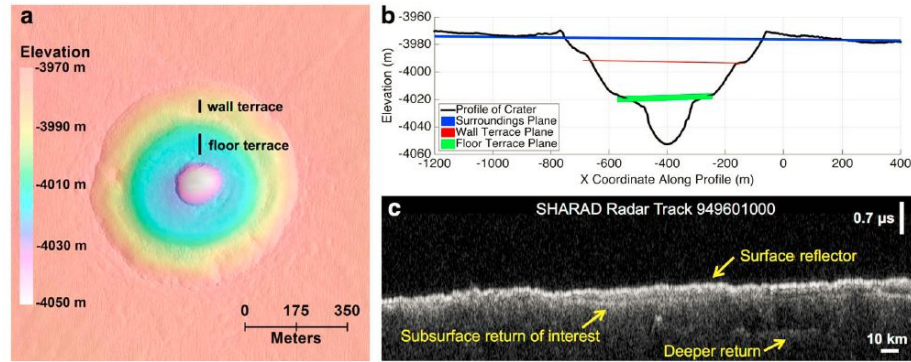 a
Elevation
-3970 m
-3990 m
-4010 m
-4030 m
-4050 m
wall terrace
floor terrace
0 175 350
Meters
b
Elevation (m)
-3960
-3980
-4000
-4020
-4040
-4060
Profile of Crater
Surroundings Plane
Wall Terrace Plane
Floor Terrace Plane
-1200 -1000 -800 -600 -400 -200 0 200 400
X Coordinate Along Profile (m)
c
SHARAD Radar Track 949601000
0.7 µs
Surface reflector
Subsurface return of interest
Deeper return
10 km